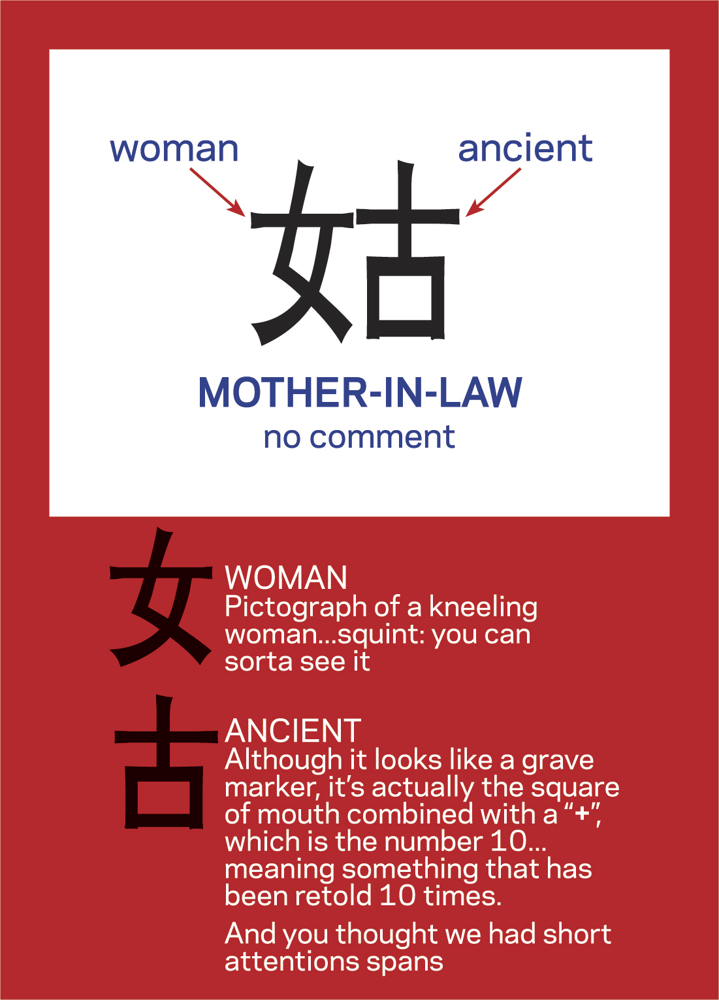 woman ancient
姑
MOTHER-IN-LAW
no comment
女
WOMAN
Pictograph of a kneeling
woman...squint: you can
sorta see it
古
ANCIENT
Although it looks like a grave
marker, it’s actually the square
of mouth combined with a “+”,
which is the number 10...
meaning something that has
been retold 10 times.
And you thought we had short
attentions spans